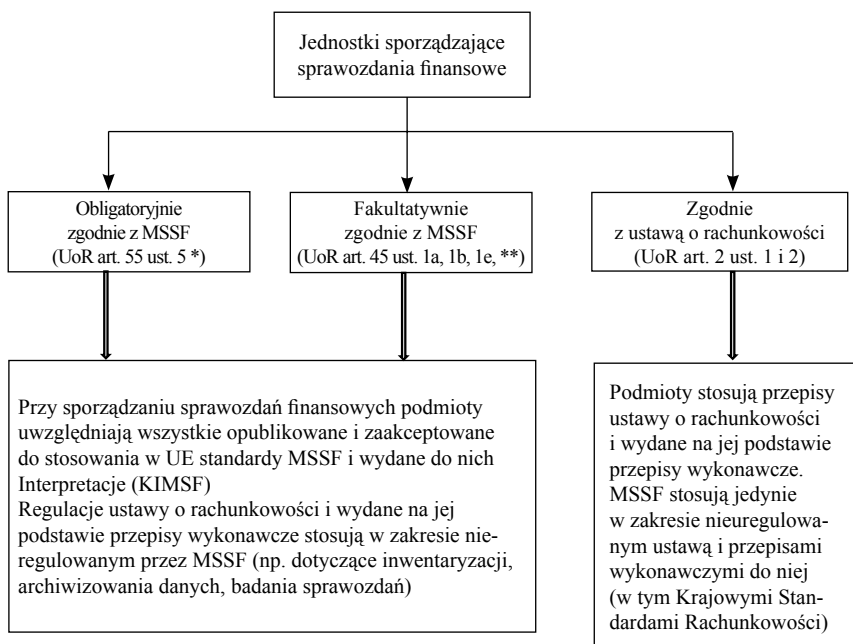 Jednostki sporządzające
sprawozdania finansowe
Obligatoryjnie
zgodnie z MSSF
(UoR art. 55 ust. 5 *)
Fakultatywnie
zgodnie z MSSF
(UoR art. 45 ust. 1a, 1b, 1e, **)
Zgodnie
z ustawą o rachunkowości
(UoR art. 2 ust. 1 i 2)
Przy sporządzaniu sprawozdań finansowych podmioty
uwzględniają wszystkie opublikowane i zaakceptowane
do stosowania w UE standardy MSSF i wydane do nich
Interpretacje (KIMSF)
Regulacje ustawy o rachunkowości i wydane na jej
podstawie przepisy wykonawcze stosują w zakresie nie-
regulowanym przez MSSF (np. dotyczące inwentaryzacji,
archiwizowania danych, badania sprawozdań)
Podmioty stosują przepisy
ustawy o rachunkowości
i wydane na jej podstawie
przepisy wykonawcze.
MSSF stosują jedynie
w zakresie nieuregulowa-
nym ustawą i przepisami
wykonawczymi do niej
(w tym Krajowymi Stan-
dardami Rachunkowości)